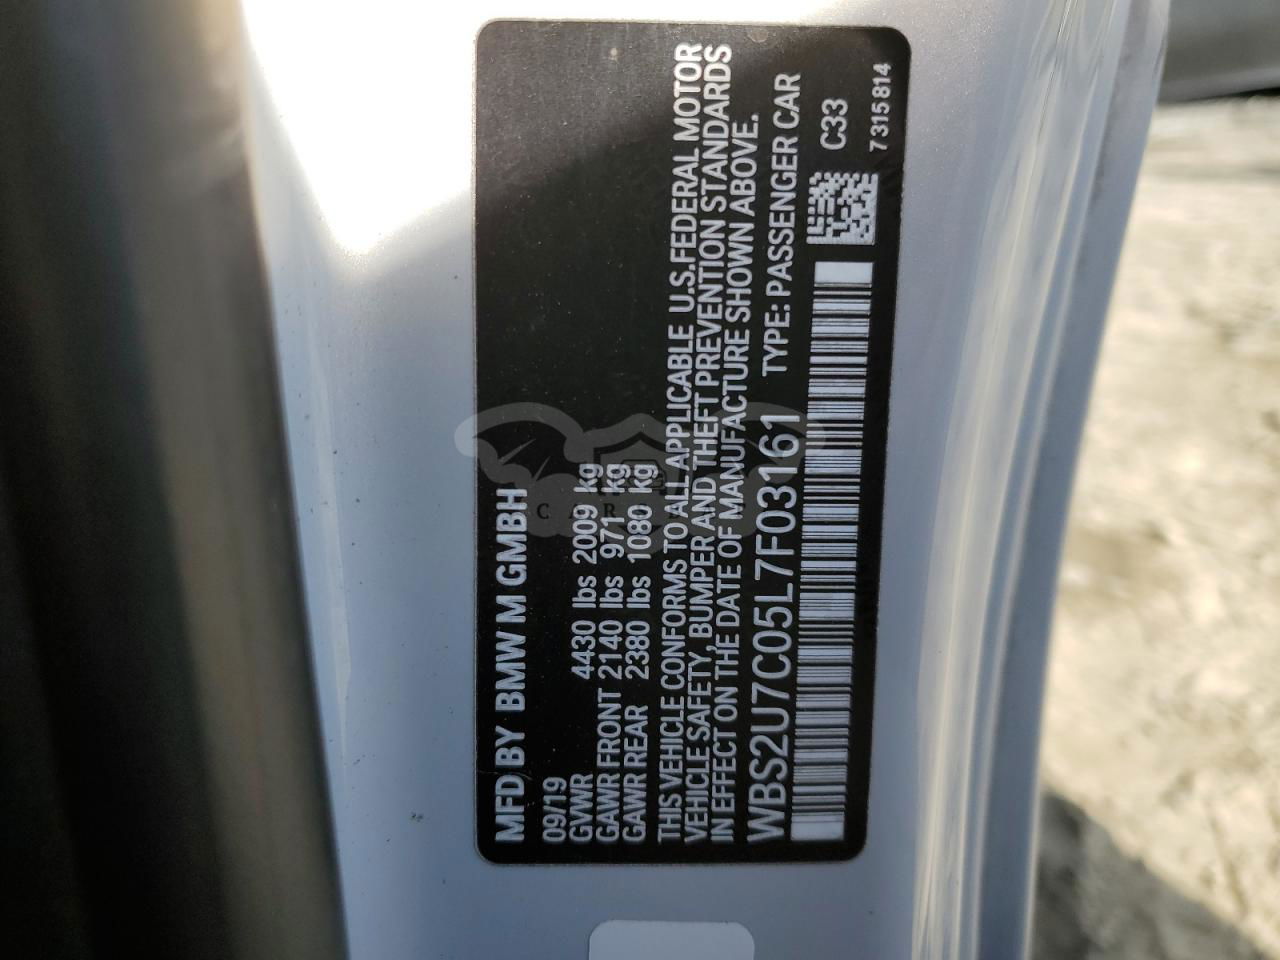 MFD BY BMW M GMBH
09/19
GVWR 4430 lbs 2009 kg
GAWR FRONT 2140 lbs 971 kg
GAWR REAR 2380 lbs 1080 kg
THIS VEHICLE CONFORMS TO ALL APPLICABLE U.S.FEDERAL MOTOR
VEHICLE SAFETY, BUMPER AND THEFT PREVENTION STANDARDS
IN EFFECT ON THE DATE OF MANUFACTURE SHOWN ABOVE.
WBS2U7C05L7F03161 TYPE: PASSENGER CAR
C33
7 315 814